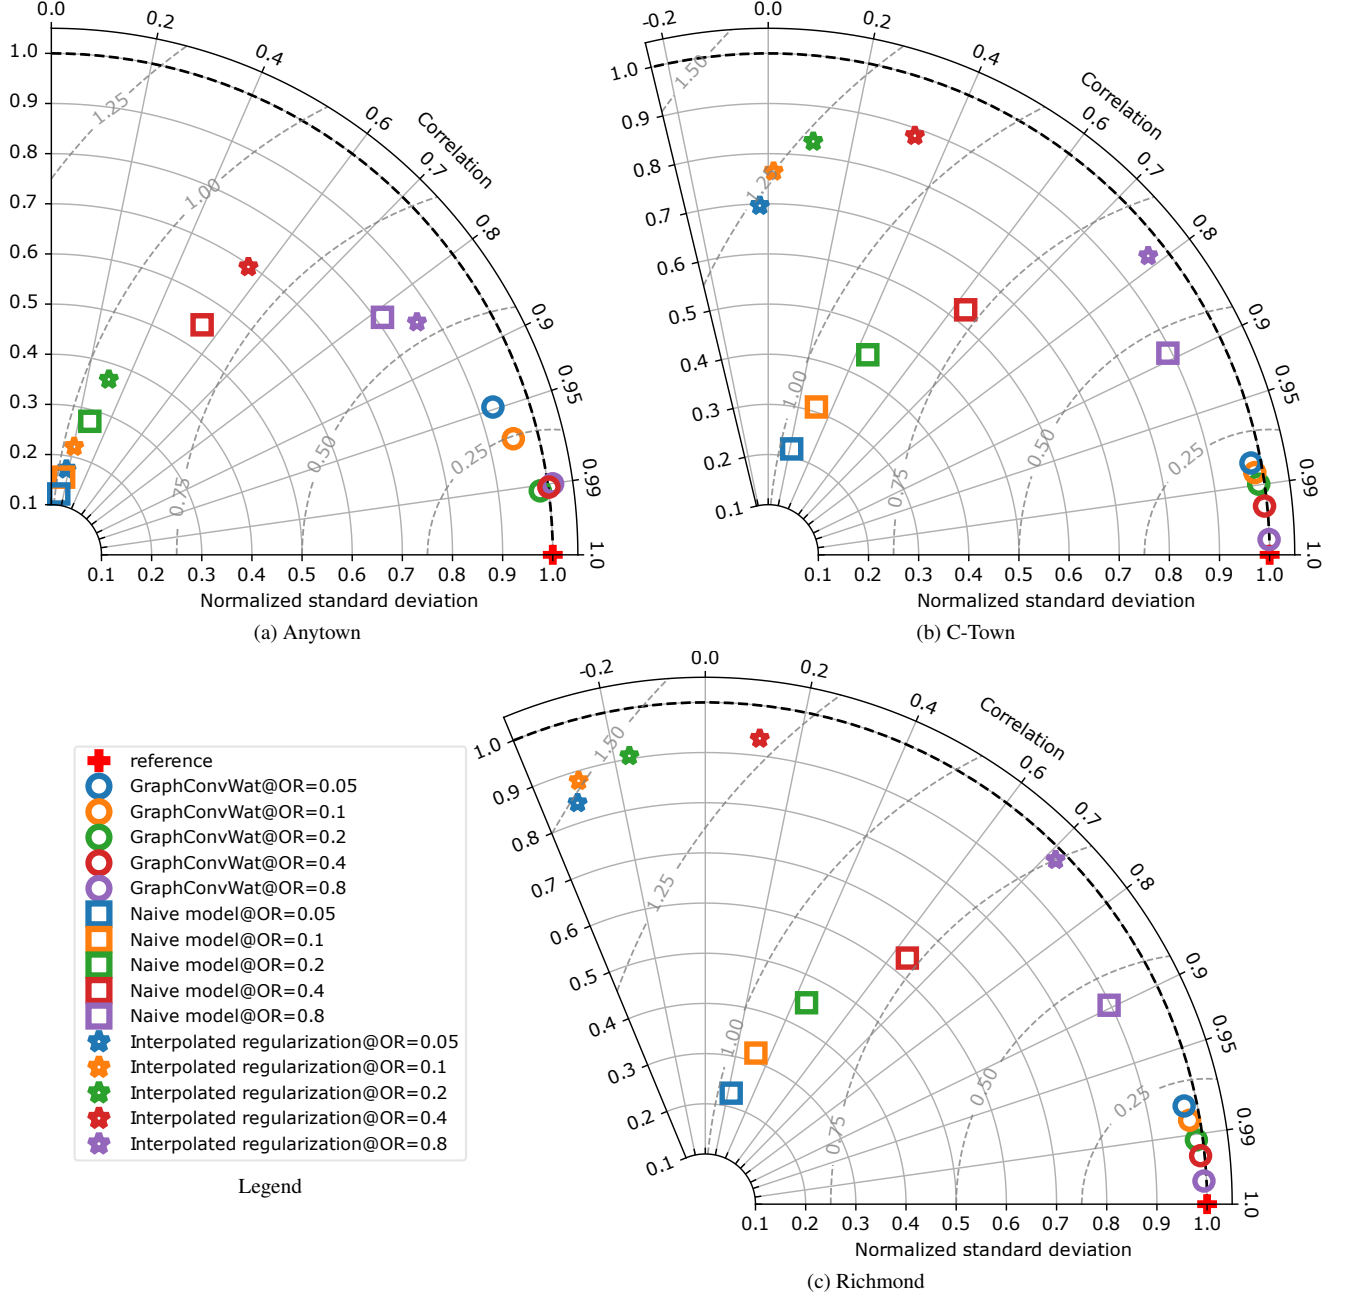 0.0
0.2
0.4
0.6
0.7
0.8
0.9
0.95
0.99
1.0
Correlation
1.0
0.9
0.8
0.7
0.6
0.5
0.4
0.3
0.2
0.1
1.25
1.00
0.75
0.50
0.25
0.1 0.2 0.3 0.4 0.5 0.6 0.7 0.8 0.9 1.0
Normalized standard deviation
(a) Anytown
-0.2
0.0
0.2
0.4
0.6
0.7
0.8
0.9
0.95
0.99
1.0
Correlation
1.0
0.9
0.8
0.7
0.6
0.5
0.4
0.3
0.2
0.1
1.50
1.25
1.00
0.75
0.50
0.25
0.1 0.2 0.3 0.4 0.5 0.6 0.7 0.8 0.9 1.0
Normalized standard deviation
(b) C-Town
reference
GraphConvWat@OR=0.05
GraphConvWat@OR=0.1
GraphConvWat@OR=0.2
GraphConvWat@OR=0.4
GraphConvWat@OR=0.8
Naive model@OR=0.05
Naive model@OR=0.1
Naive model@OR=0.2
Naive model@OR=0.4
Naive model@OR=0.8
Interpolated regularization@OR=0.05
Interpolated regularization@OR=0.1
Interpolated regularization@OR=0.2
Interpolated regularization@OR=0.4
Interpolated regularization@OR=0.8
Legend
-0.2
0.0
0.2
0.4
0.6
0.7
0.8
0.9
0.95
0.99
1.0
Correlation
1.0
0.9
0.8
0.7
0.6
0.5
0.4
0.3
0.2
0.1
1.50
1.25
1.00
0.75
0.50
0.25
0.1 0.2 0.3 0.4 0.5 0.6 0.7 0.8 0.9 1.0
Normalized standard deviation
(c) Richmond